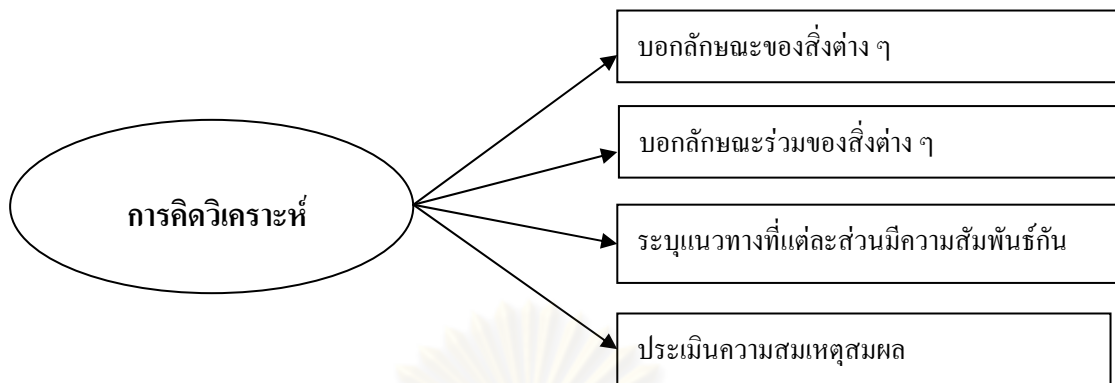 บอกลักษณะของสิ่งต่าง ๆ
บอกลักษณะร่วมของสิ่งต่าง ๆ
การคิดวิเคราะห์
ระบุแนวทางที่แต่ละส่วนมีความสัมพันธ์กัน
ประเมินความสมเหตุสมผล